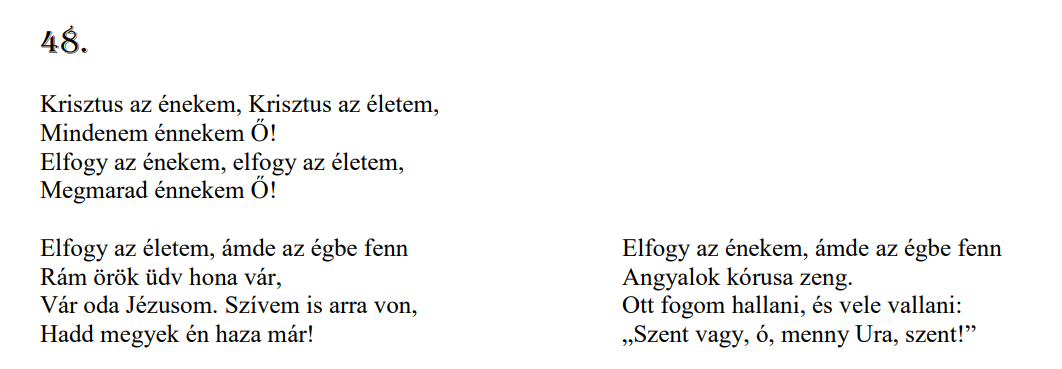 48.
Krisztus az énekem, Krisztus az életem,
Mindenem énnekem Ő!
Elfogy az énekem, elfogy az életem,
Megmarad énnekem Ő!
Elfogy az életem, ámde az égbe fenn
Rám örök üdv hona vár,
Vár oda Jézusom. Szívem is arra von,
Hadd megyek én haza már!
Elfogy az énekem, ámde az égbe fenn
Angyalok kórusa zeng.
Ott fogom hallani, és vele vallani:
„Szent vagy, ó, menny Ura, szent!”